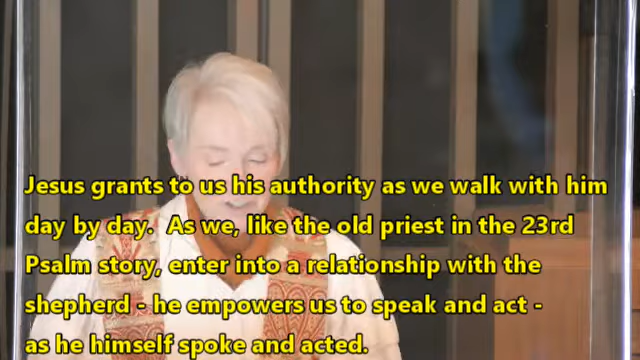 Jesus grants to us his authority as we walk with him
day by day.  As we, like the old priest in the 23rd
Psalm story, enter into a relationship with the
shepherd - he empowers us to speak and act -
as he himself spoke and acted.